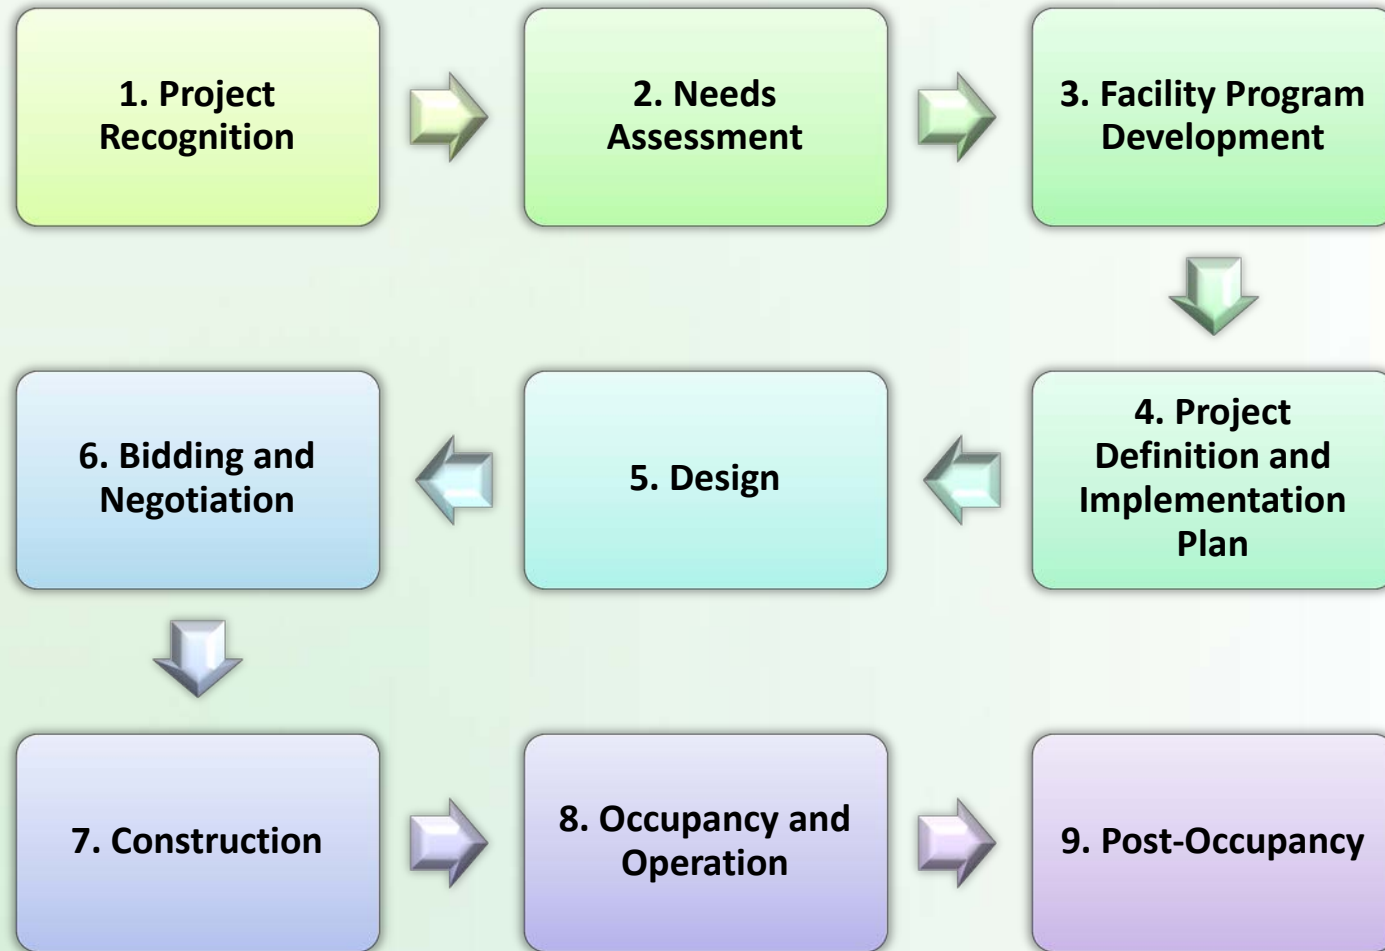 1. Project
Recognition
2. Needs
Assessment
3. Facility Program
Development
4. Project
Definition and
Implementation
Plan
5. Design
6. Bidding and
Negotiation
7. Construction
8. Occupancy and
Operation
9. Post-Occupancy